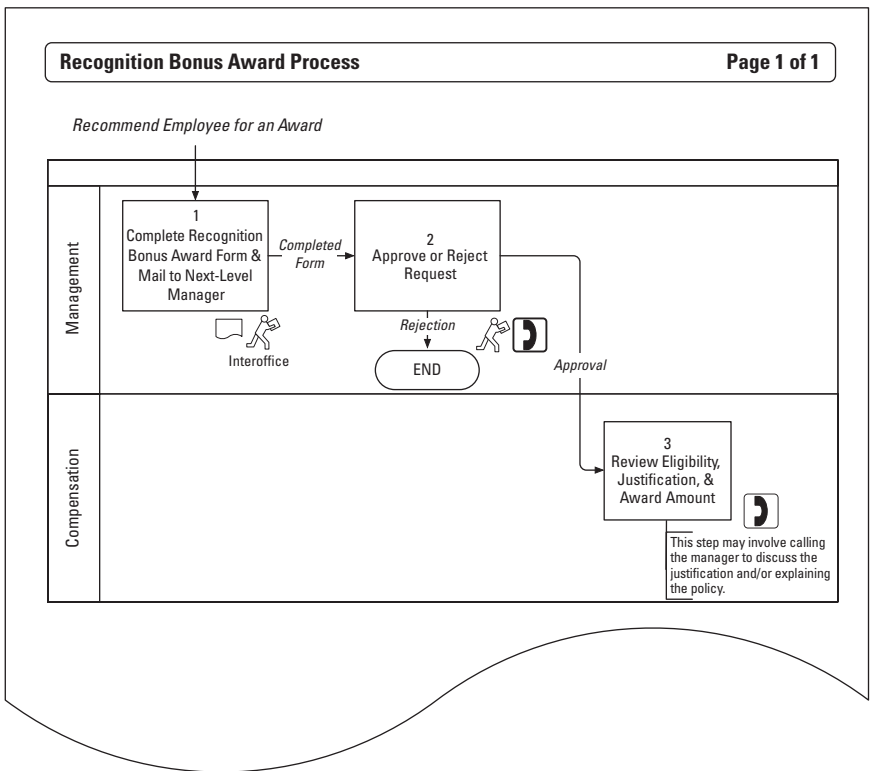 Recognition Bonus Award Process
Page 1 of 1
Recommend Employee for an Award
Management
1
Complete Recognition
Bonus Award Form &
Mail to Next-Level
Manager
Interoffice
Completed
Form
2
Approve or Reject
Request
Rejection
END
Approval
Compensation
3
Review Eligibility,
Justification, &
Award Amount
This step may involve calling
the manager to discuss the
justification and/or explaining
the policy.